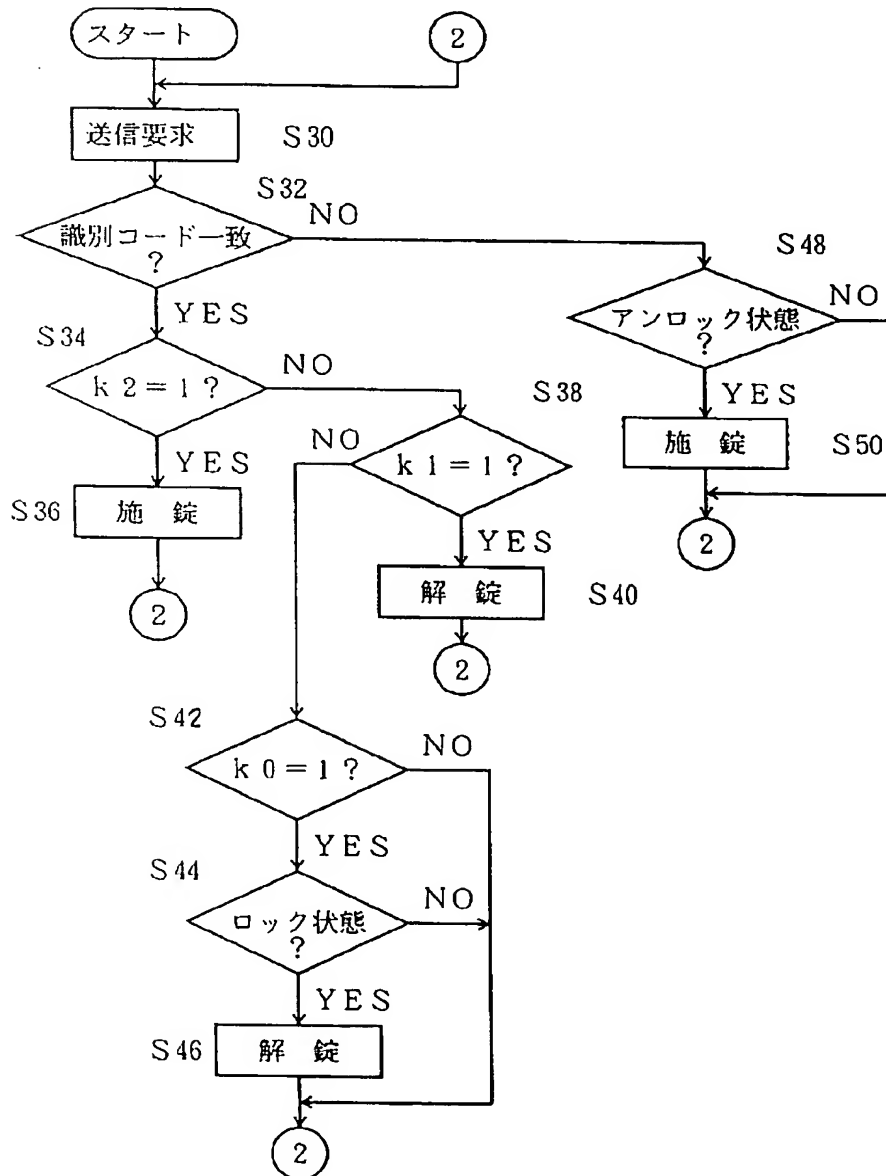 スタート
2
送信要求
S30
S32
識別コード一致
?
NO
YES
S48
アンロック状態
?
NO
YES
S34
k2=1?
NO
YES
S38
k1=1?
NO
YES
施 錠
S50
2
S36
施 錠
2
解 錠
S40
2
S42
k0=1?
NO
YES
S44
ロック状態
?
NO
YES
S46
解 錠
2